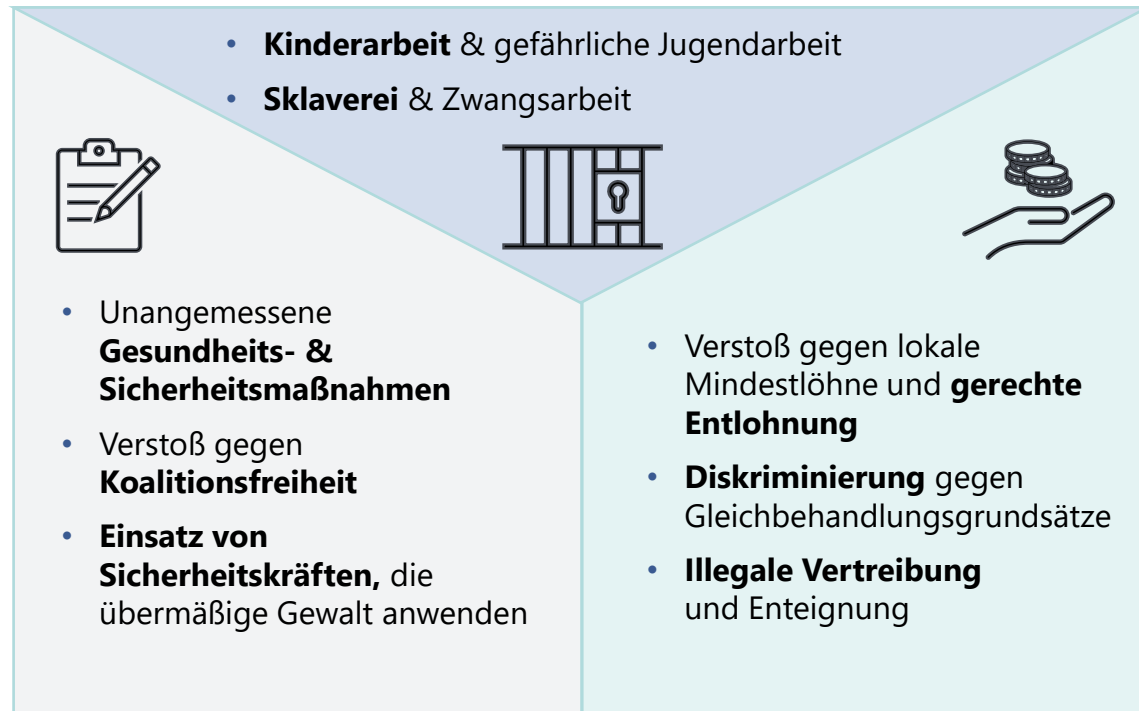 • Kinderarbeit & gefährliche Jugendarbeit
• Sklaverei & Zwangsarbeit
• Unangemessene
Gesundheits- &
Sicherheitsmaßnahmen
• Verstoß gegen
Koalitionsfreiheit
• Einsatz von
Sicherheitskräften, die
übermäßige Gewalt anwenden
• Verstoß gegen lokale
Mindestlöhne und gerechte
Entlohnung
• Diskriminierung gegen
Gleichbehandlungsgrundsätze
• Illegale Vertreibung
und Enteignung